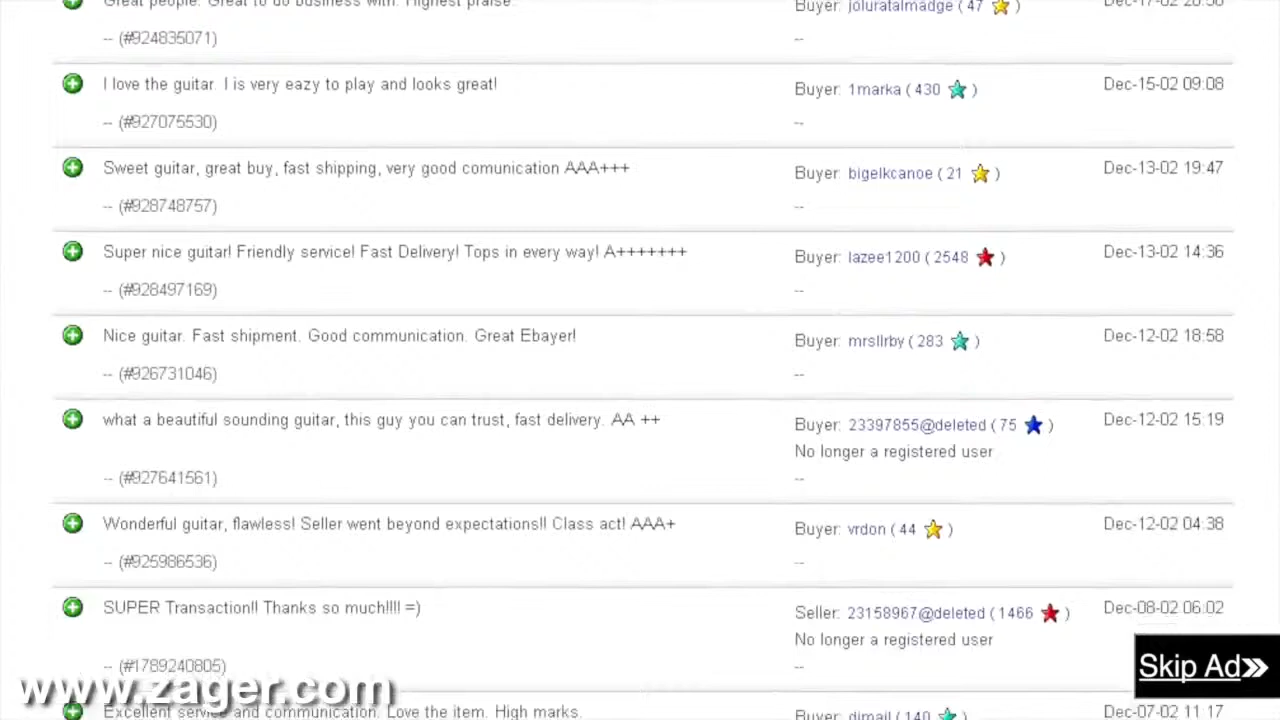 Great people. Great to do business with. Highest praise.
Buyer: joluratalmadge ( 47 )
Dec-17-02 20:38
-- (#924835071)
--
I love the guitar. I is very eazy to play and looks great!
Buyer: 1marka ( 430 )
Dec-15-02 09:08
-- (#927075530)
--
Sweet guitar, great buy, fast shipping, very good comunication AAA+++
Buyer: bigelkcanoe ( 21 )
Dec-13-02 19:47
-- (#928748757)
--
Super nice guitar! Friendly service! Fast Delivery! Tops in every way! A+++++++
Buyer: lazee1200 ( 2548 )
Dec-13-02 14:36
-- (#928497169)
--
Nice guitar. Fast shipment. Good communication. Great Ebayer!
Buyer: mrsllrby ( 283 )
Dec-12-02 18:58
-- (#926731046)
--
what a beautiful sounding guitar, this guy you can trust, fast delivery. AA ++
Buyer: 23397855@deleted ( 75 )
Dec-12-02 15:19
No longer a registered user
-- (#927641561)
--
Wonderful guitar, flawless! Seller went beyond expectations!! Class act! AAA+
Buyer: vrdon ( 44 )
Dec-12-02 04:38
-- (#925986536)
--
SUPER Transaction!! Thanks so much!!!! =)
Seller: 23158967@deleted ( 1466 )
Dec-08-02 06:02
No longer a registered user
-- (#1789240805)
--
Skip Ad
www.zager.com
Excellent service and communication. Love the item. High marks.
Buyer: djmail ( 140 )
Dec-07-02 11:17